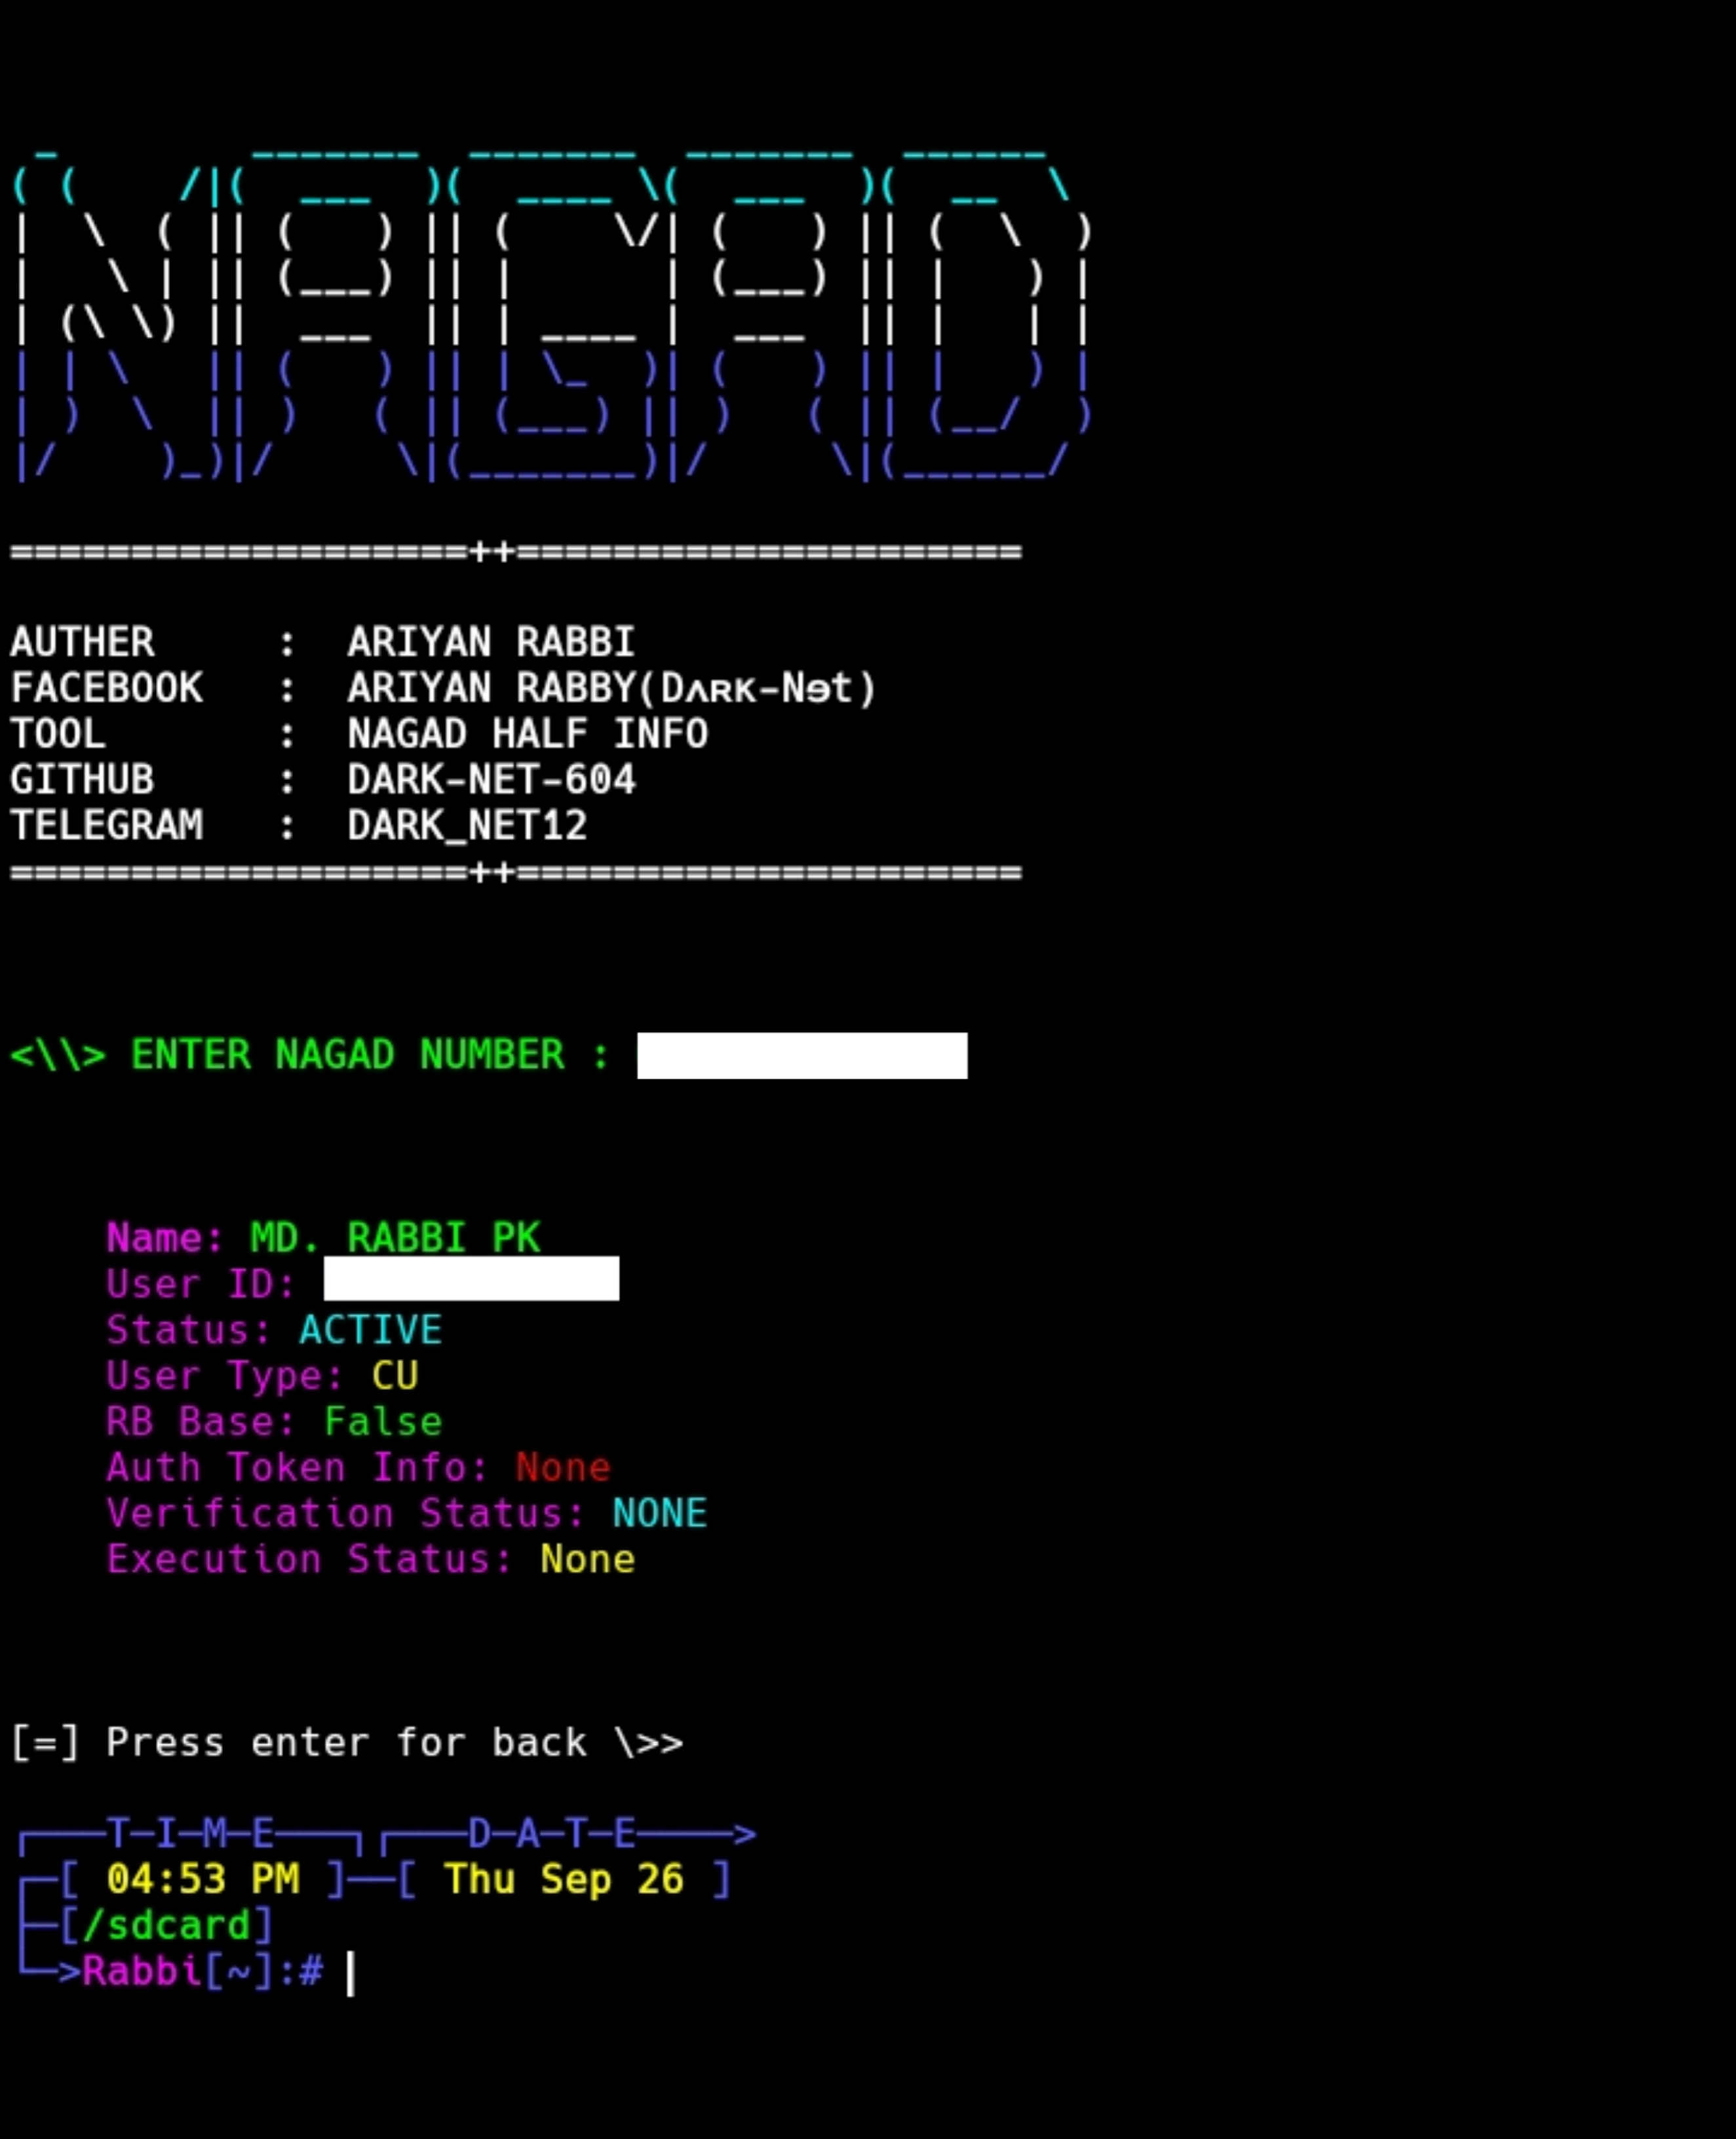 NAGAD
===================++=====================
AUTHER     :  ARIYAN RABBI
FACEBOOK   :  ARIYAN RABBY(Dʌʀᴋ-Nɘt)
TOOL       :  NAGAD HALF INFO
GITHUB     :  DARK-NET-604
TELEGRAM   :  DARK_NET12
===================++=====================
<\\> ENTER NAGAD NUMBER :
Name: MD. RABBI PK
User ID:
Status: ACTIVE
User Type: CU
RB Base: False
Auth Token Info: None
Verification Status: NONE
Execution Status: None
[=] Press enter for back \>>
┌───T─I─M─E───┐┌───D─A─T─E────>
┌─[ 04:53 PM ]──[ Thu Sep 26 ]
├─[/sdcard]
└─>Rabbi[~]:#